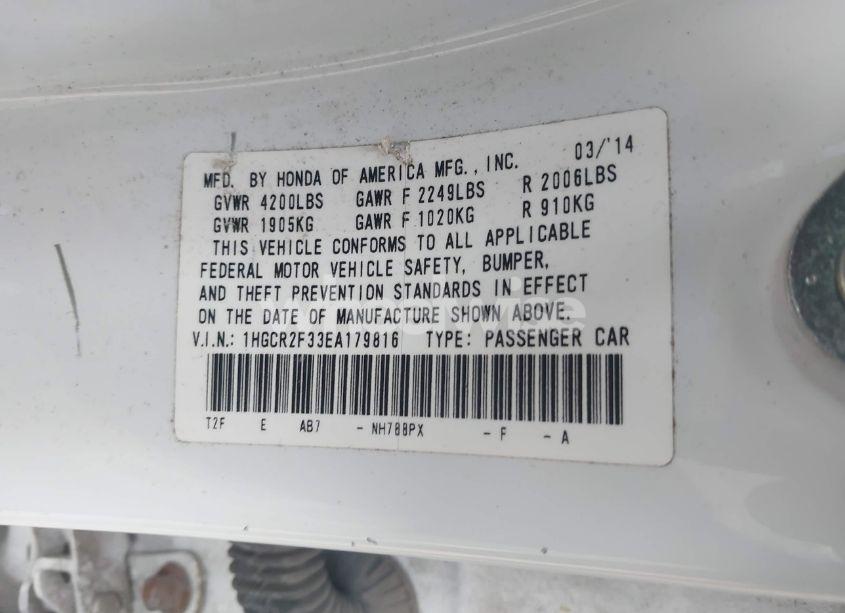 03/'14
MFD. BY HONDA OF AMERICA MFG., INC.
GVWR 4200LBS GAWR F 2249LBS R 2006LBS
GVWR 1905KG GAWR F 1020KG R 910KG
THIS VEHICLE CONFORMS TO ALL APPLICABLE
FEDERAL MOTOR VEHICLE SAFETY, BUMPER,
AND THEFT PREVENTION STANDARDS IN EFFECT
ON THE DATE OF MANUFACTURE SHOWN ABOVE.
V.I.N.: 1HGCR2F33EA179816 TYPE: PASSENGER CAR
T2F E AB7 - NH788PX - F - A